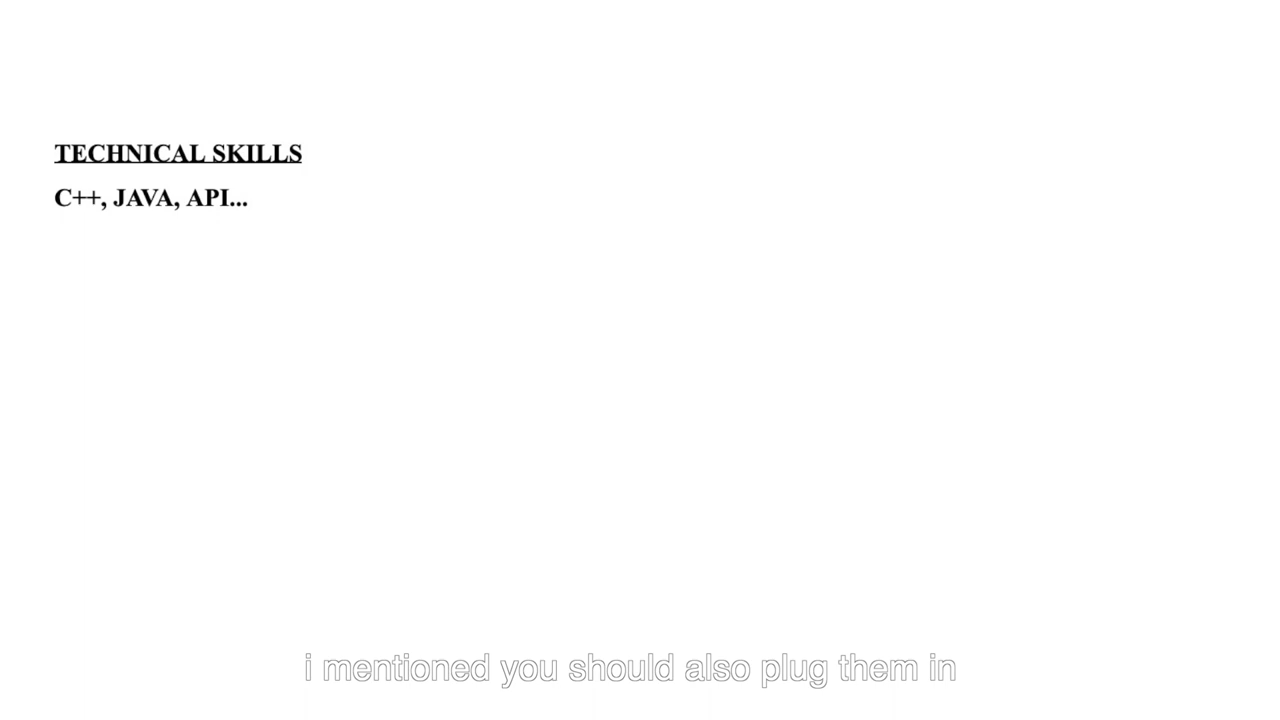 TECHNICAL SKILLS
C++, JAVA, API...
i mentioned you should also plug them in